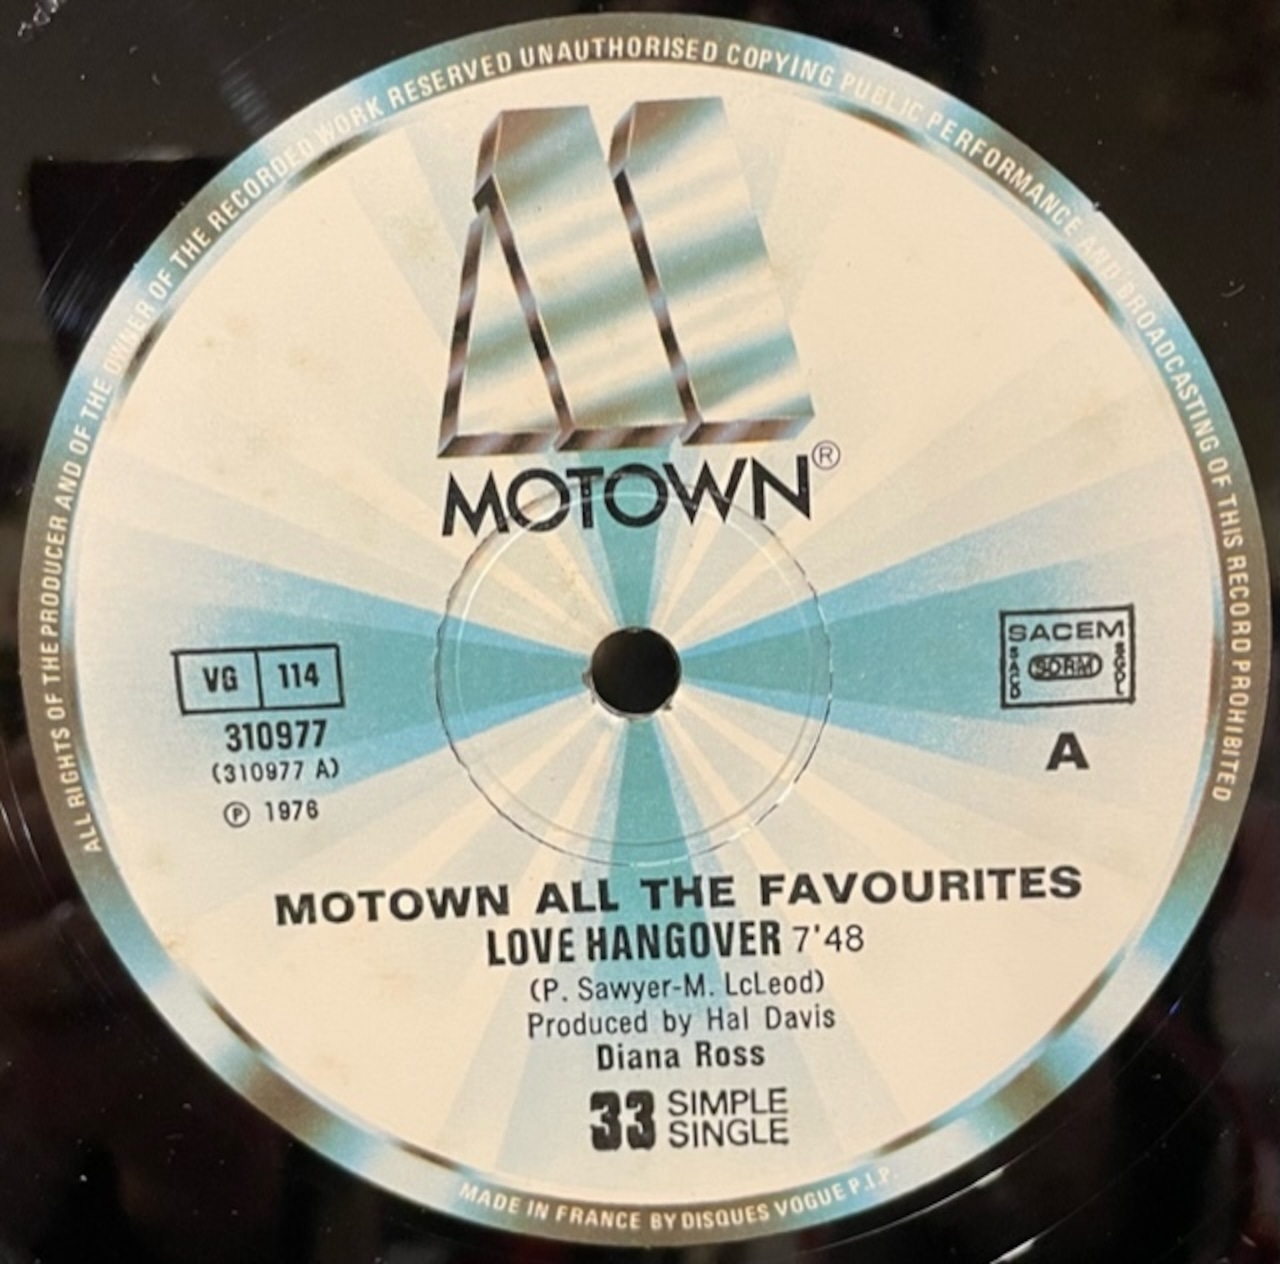 ALL RIGHTS OF THE PRODUCER AND OF THE OWNER OF THE RECORDED WORK RESERVED UNAUTHORISED COPYING PUBLIC PERFORMANCE AND BROADCASTING OF THIS RECORD PROHIBITED
MOTOWN®
VG 114
310977
(310977 A)
℗ 1976
SACEM
SACD SDRM SGDL
A
MOTOWN ALL THE FAVOURITES
LOVE HANGOVER 7'48
(P. Sawyer-M. LcLeod)
Produced by Hal Davis
Diana Ross
33 SIMPLE
SINGLE
MADE IN FRANCE BY DISQUES VOGUE P.I.P.